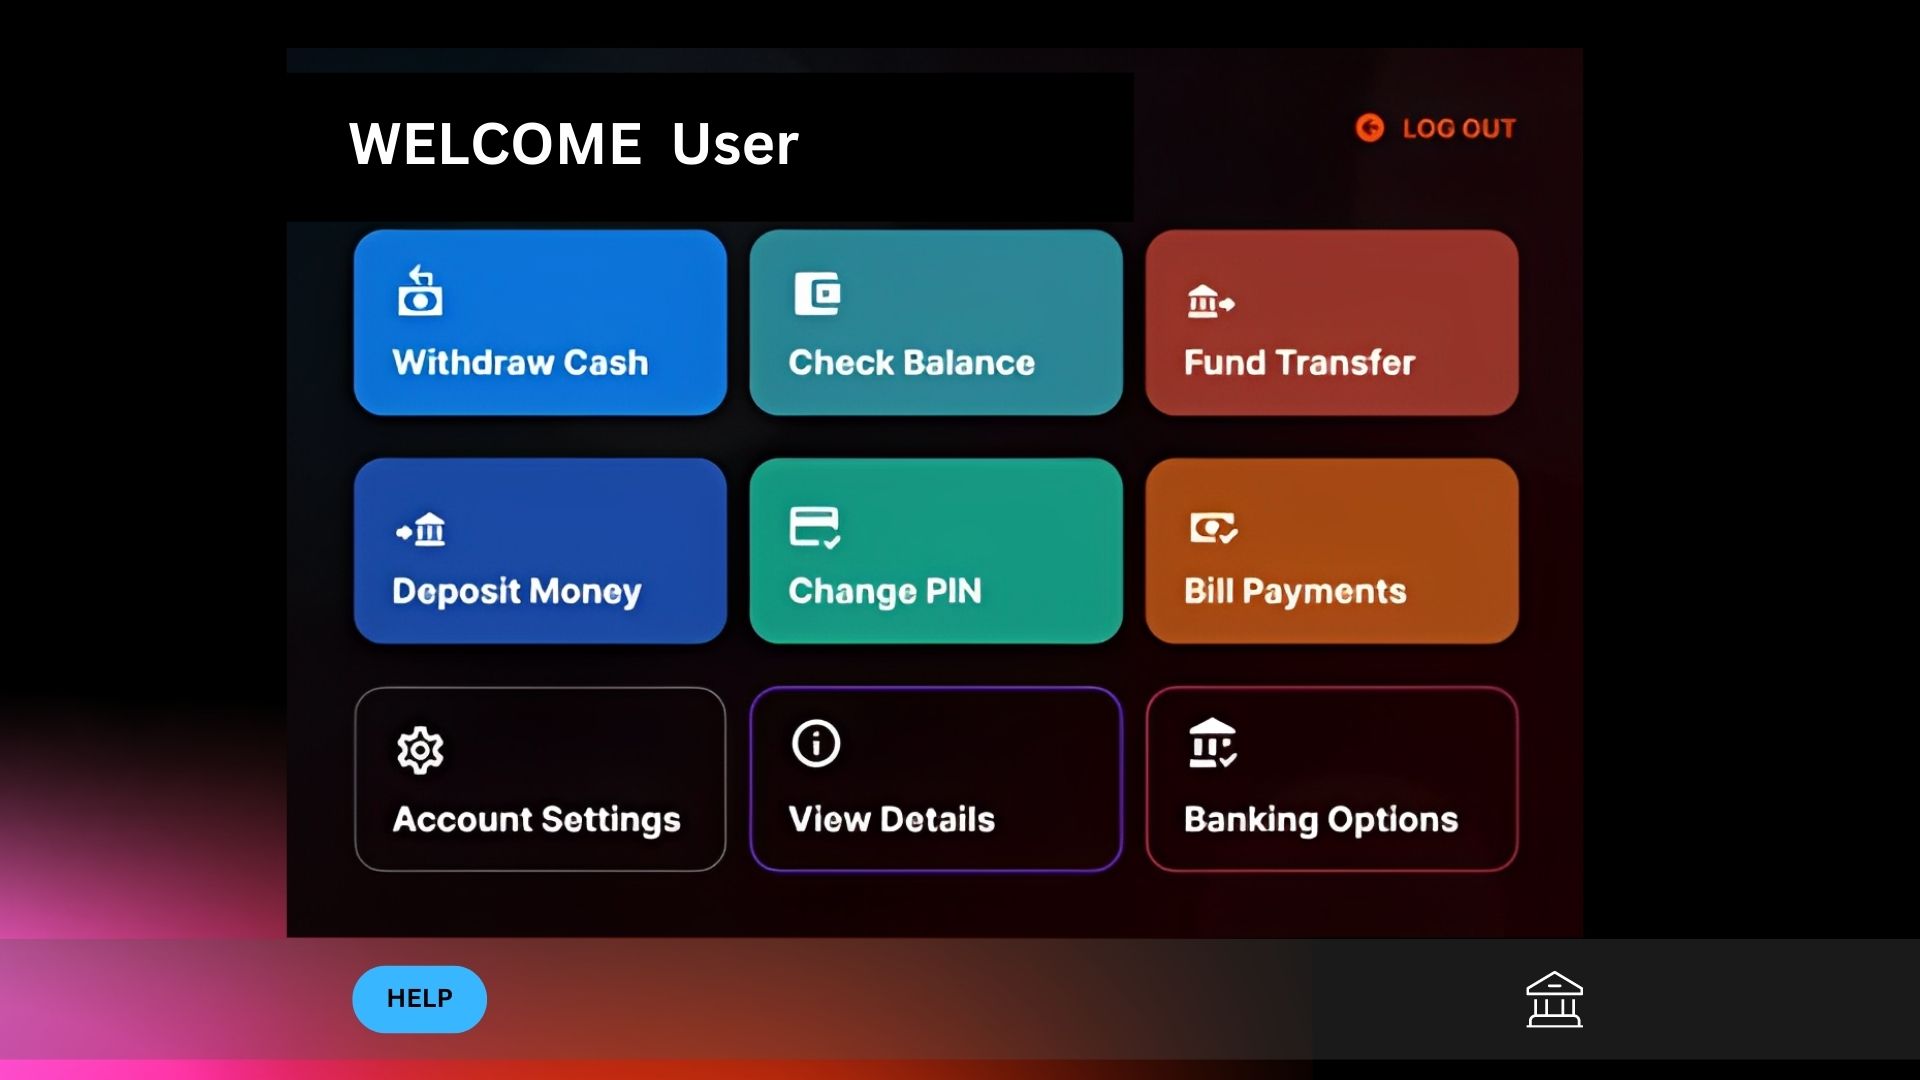 WELCOME User
LOG OUT
Withdraw Cash
Check Balance
Fund Transfer
Deposit Money
Change PIN
Bill Payments
Account Settings
View Details
Banking Options
HELP